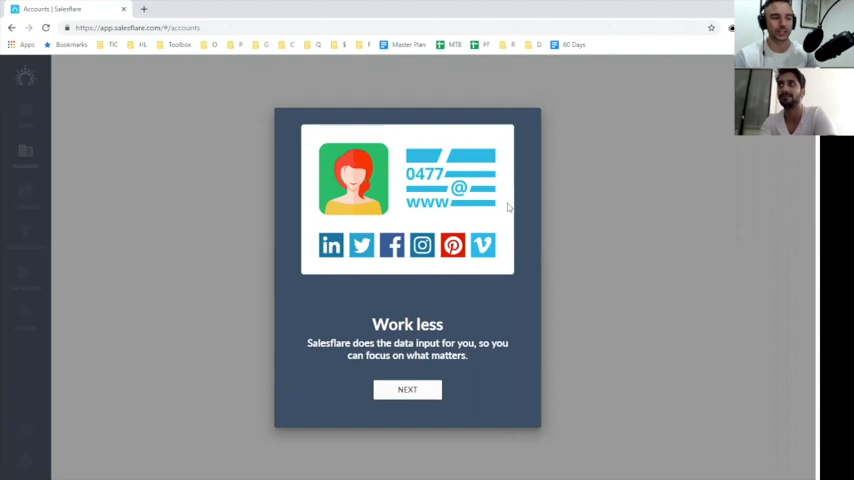 Accounts | Salesflare
https://app.salesflare.com/#/accounts
Apps Bookmarks TIC HL Toolbox O P G C Q $ F Master Plan MTB PF R D 60 Days
0477
@
www
in
Work less
Salesflare does the data input for you, so you
can focus on what matters.
NEXT